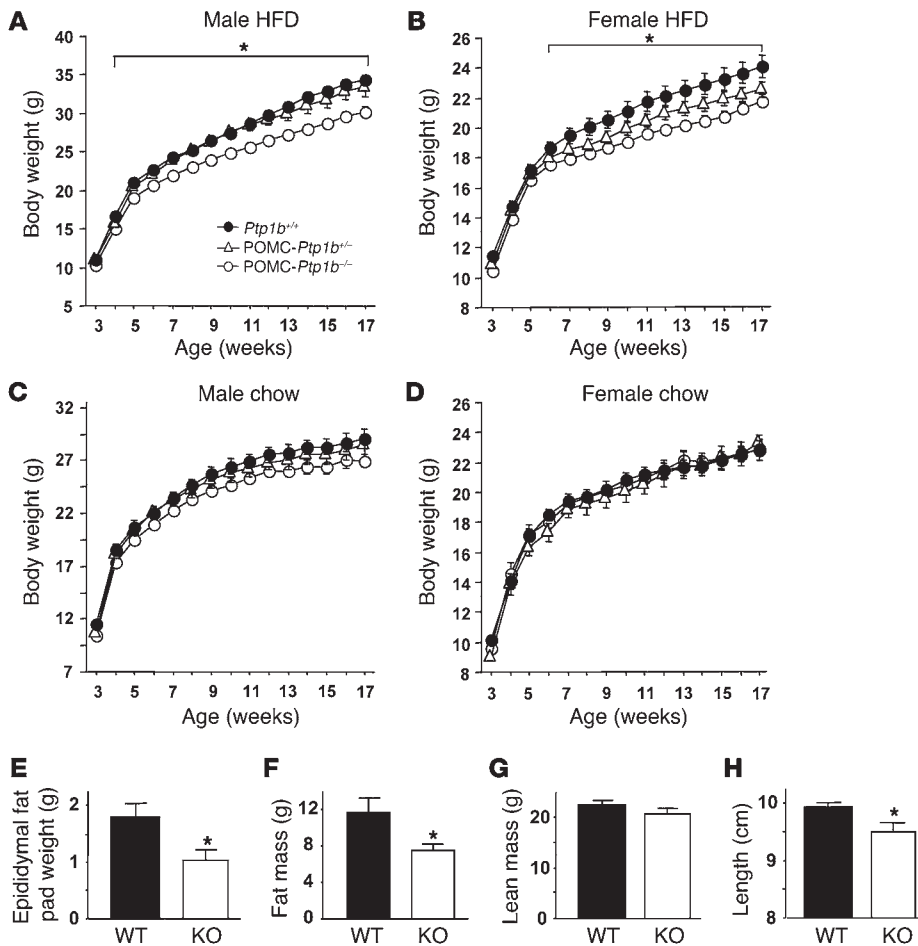 A Male HFD
*
Body weight (g)
40
35
30
25
20
15
10
5
Ptp1b+/+
POMC-Ptp1b+/−
POMC-Ptp1b−/−
3 5 7 9 11 13 15 17
Age (weeks)
B Female HFD
*
Body weight (g)
26
24
22
20
18
16
14
12
10
8
3 5 7 9 11 13 15 17
Age (weeks)
C Male chow
Body weight (g)
32
27
22
17
12
7
3 5 7 9 11 13 15 17
Age (weeks)
D Female chow
Body weight (g)
26
24
22
20
18
16
14
12
10
8
3 5 7 9 11 13 15 17
Age (weeks)
E
Epididymal fat
pad weight (g)
2
1
0
*
WT KO
F
Fat mass (g)
12
8
4
0
*
WT KO
G
Lean mass (g)
20
10
0
WT KO
H
Length (cm)
10
9
8
*
WT KO